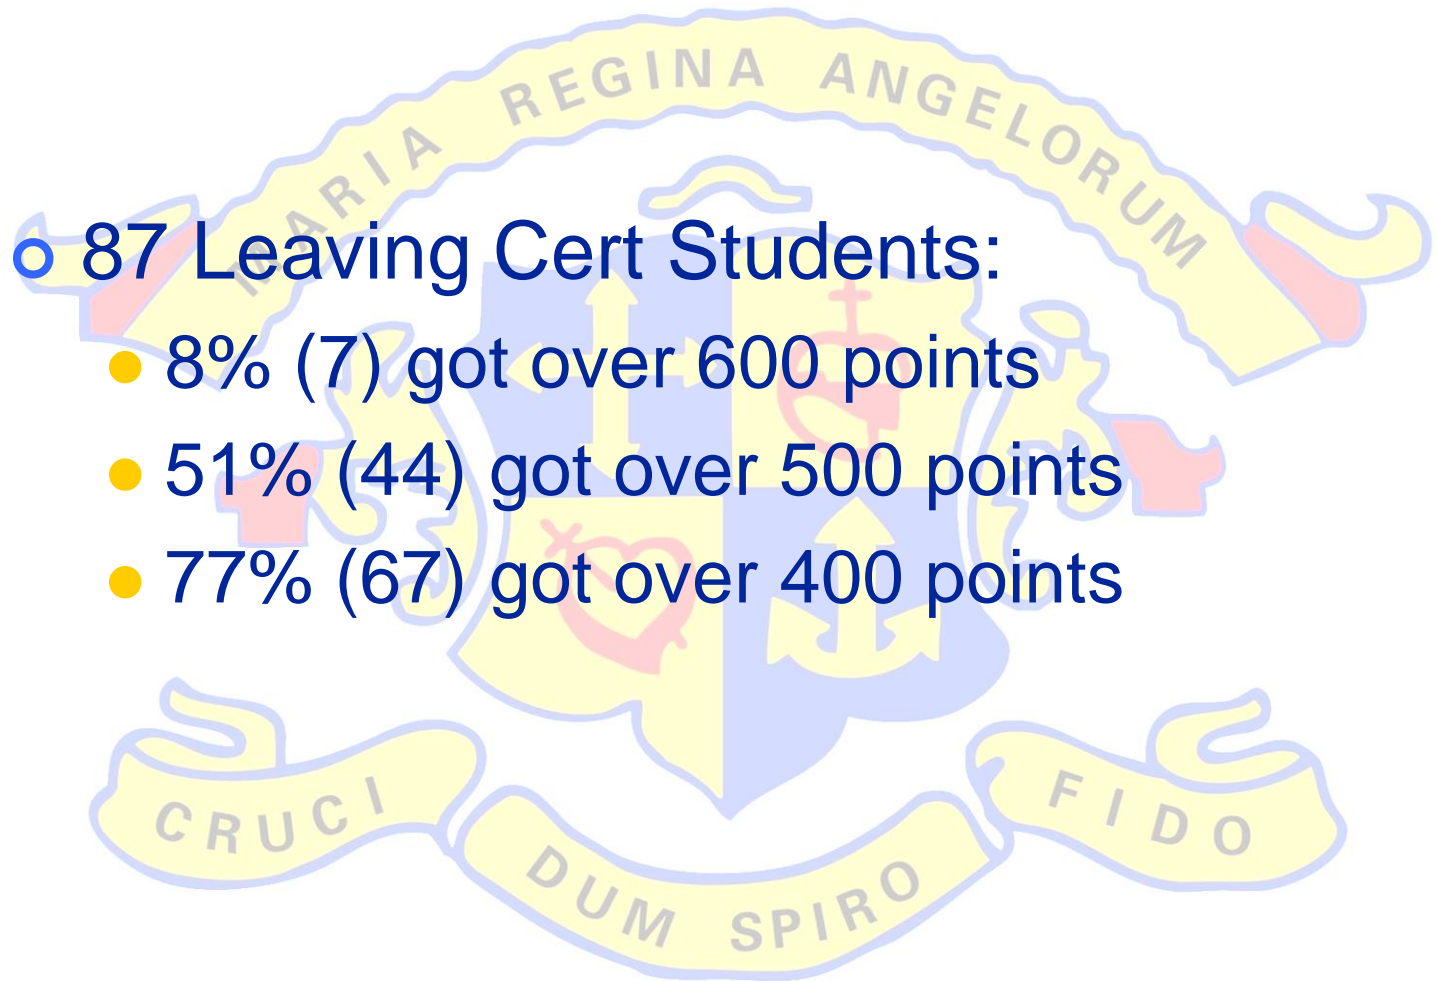 MARIA REGINA ANGELORUM
87 Leaving Cert Students:
8% (7) got over 600 points
51% (44) got over 500 points
77% (67) got over 400 points
CRUCI DUM SPIRO FIDO